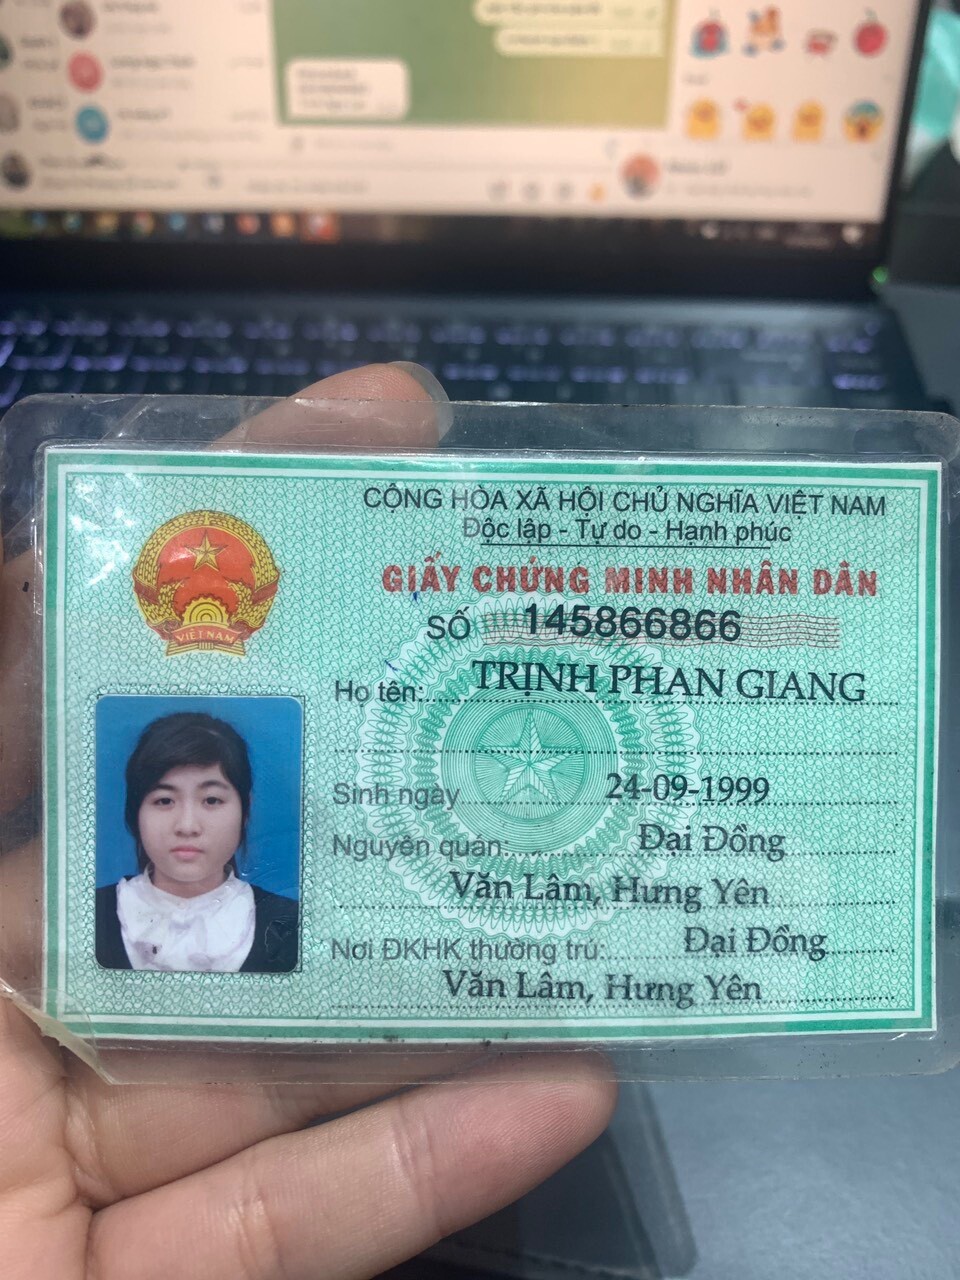 CỘNG HÒA XÃ HỘI CHỦ NGHĨA VIỆT NAM
Độc lập - Tự do - Hạnh phúc
GIẤY CHỨNG MINH NHÂN DÂN
SỐ 145866866
VIỆT NAM
Họ tên: TRỊNH PHAN GIANG
Sinh ngày 24-09-1999
Nguyên quán: Đại Đồng
Văn Lâm, Hưng Yên
Nơi ĐKHK thường trú: Đại Đồng
Văn Lâm, Hưng Yên